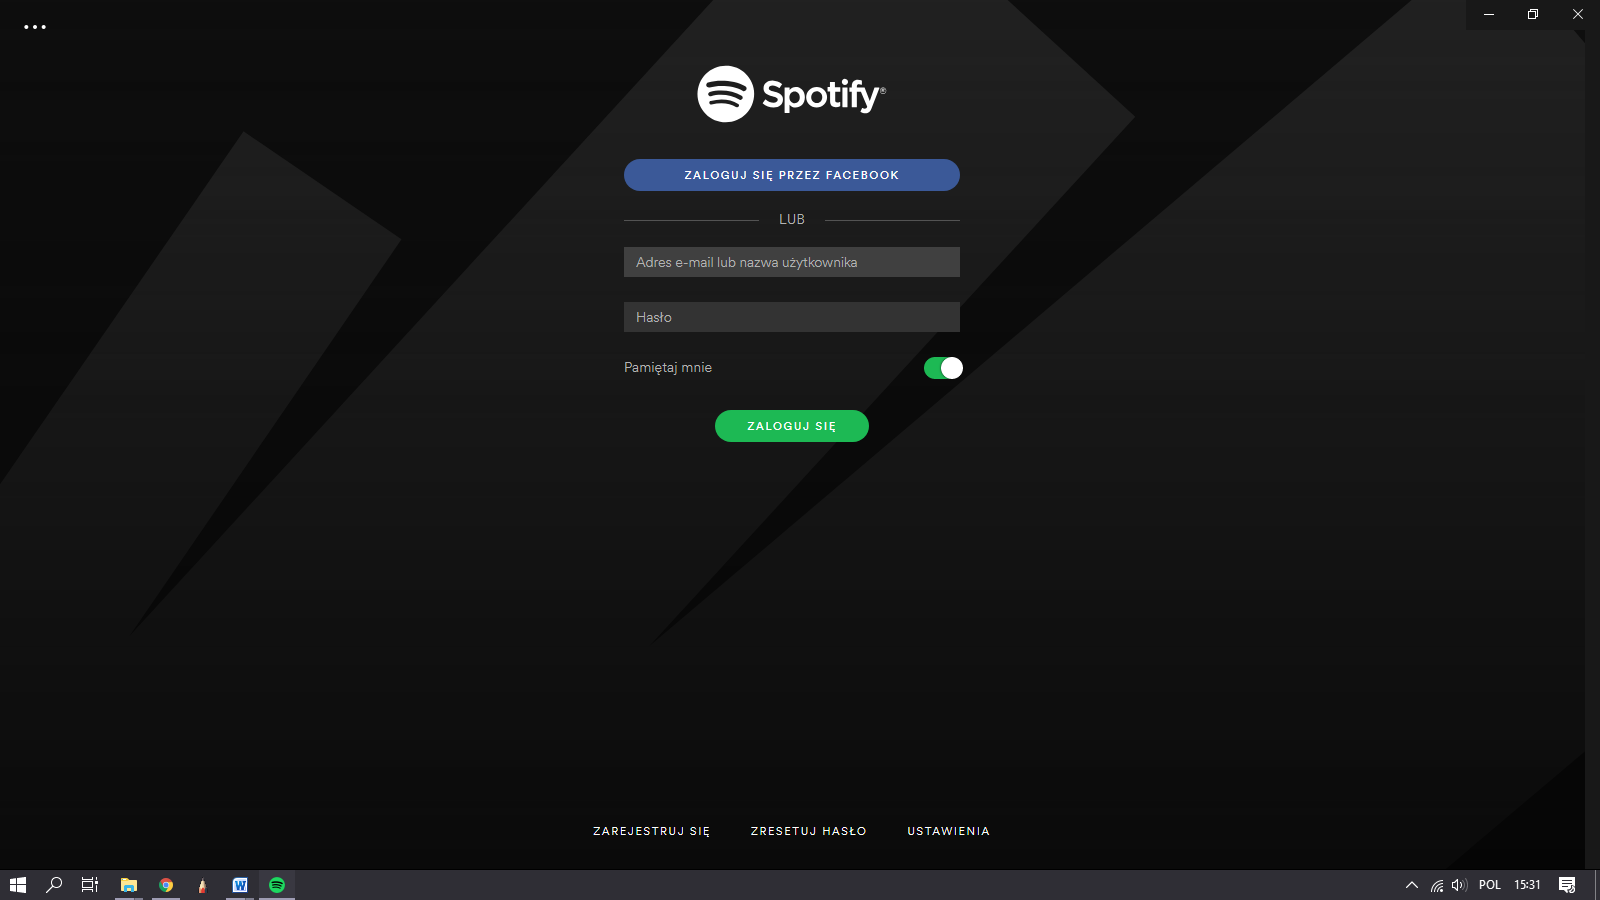 Spotify®
ZALOGUJ SIĘ PRZEZ FACEBOOK
LUB
Adres e-mail lub nazwa użytkownika
Hasło
Pamiętaj mnie
ZALOGUJ SIĘ
ZAREJESTRUJ SIĘ ZRESETUJ HASŁO USTAWIENIA
W POL 15:31